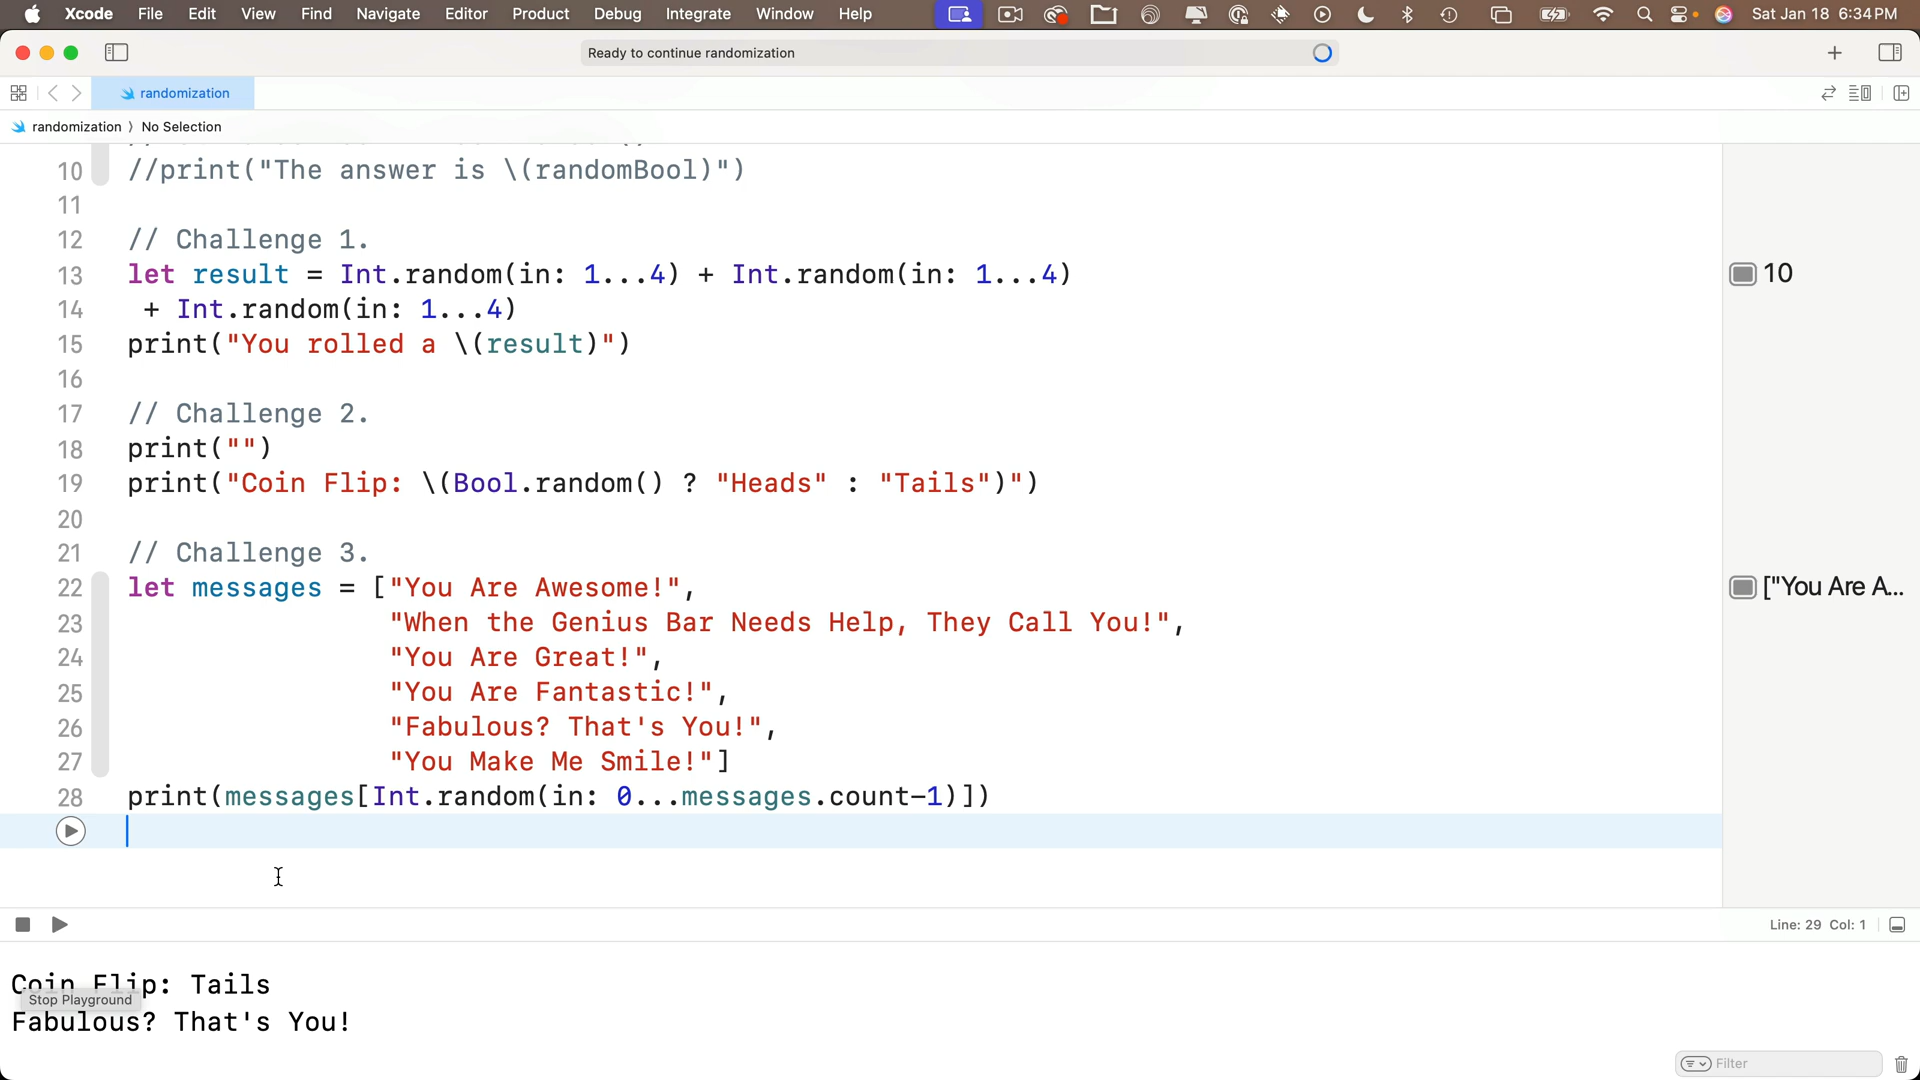 Xcode File Edit View Find Navigate Editor Product Debug Integrate Window Help Sat Jan 18 6:34 PM
Ready to continue randomization
randomization
randomization 〉 No Selection
10 //print("The answer is \(randomBool)")
11
12 // Challenge 1.
13 let result = Int.random(in: 1...4) + Int.random(in: 1...4) 10
14 + Int.random(in: 1...4)
15 print("You rolled a \(result)")
16
17 // Challenge 2.
18 print("")
19 print("Coin Flip: \(Bool.random() ? "Heads" : "Tails")")
20
21 // Challenge 3.
22 let messages = ["You Are Awesome!", ["You Are A...
23 "When the Genius Bar Needs Help, They Call You!",
24 "You Are Great!",
25 "You Are Fantastic!",
26 "Fabulous? That's You!",
27 "You Make Me Smile!"]
28 print(messages[Int.random(in: 0...messages.count-1)])
Line: 29 Col: 1
Coin Flip: Tails
Stop Playground
Fabulous? That's You!
Filter